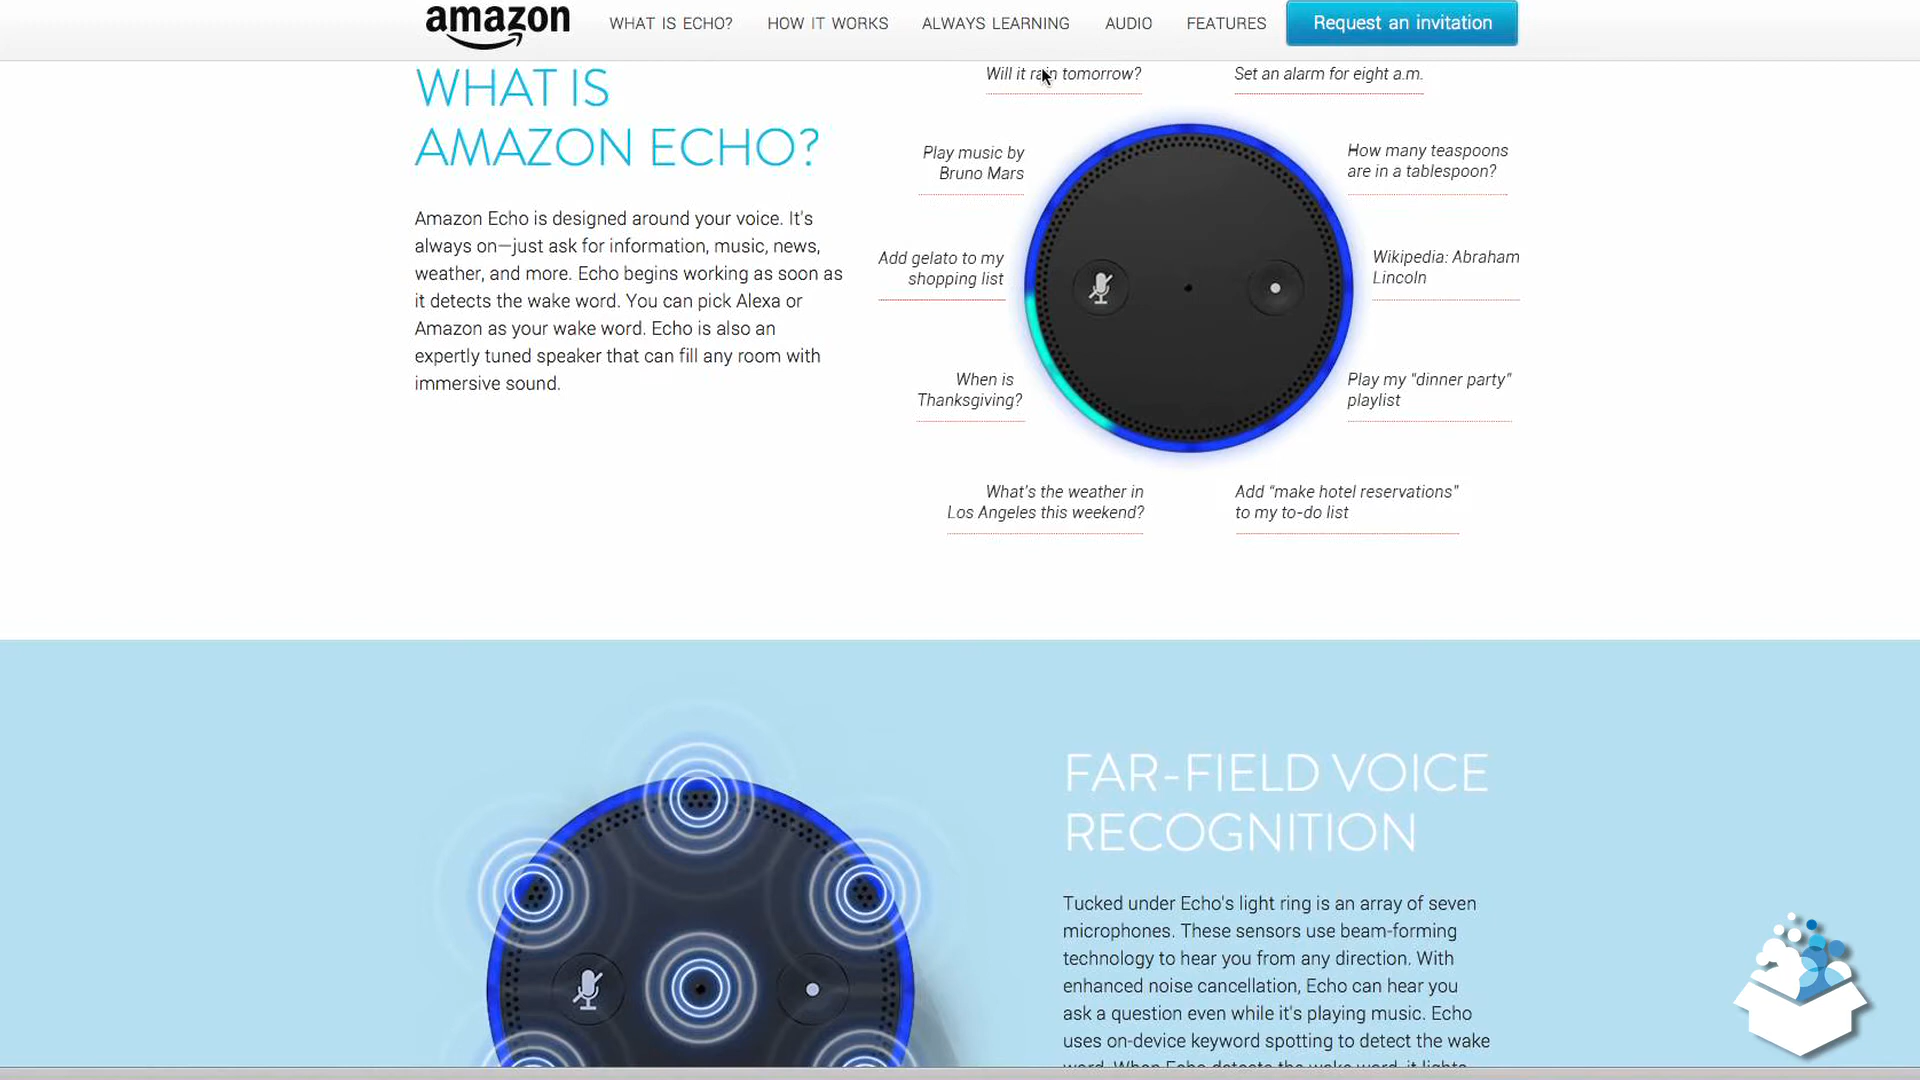 amazon
WHAT IS ECHO?
HOW IT WORKS
ALWAYS LEARNING
AUDIO
FEATURES
Request an invitation
WHAT IS
AMAZON ECHO?
Amazon Echo is designed around your voice. It's
always on—just ask for information, music, news,
weather, and more. Echo begins working as soon as
it detects the wake word. You can pick Alexa or
Amazon as your wake word. Echo is also an
expertly tuned speaker that can fill any room with
immersive sound.
Will it rain tomorrow?
Set an alarm for eight a.m.
Play music by
Bruno Mars
How many teaspoons
are in a tablespoon?
Add gelato to my
shopping list
Wikipedia: Abraham
Lincoln
When is
Thanksgiving?
Play my "dinner party"
playlist
What's the weather in
Los Angeles this weekend?
Add “make hotel reservations”
to my to-do list
FAR-FIELD VOICE
RECOGNITION
Tucked under Echo's light ring is an array of seven
microphones. These sensors use beam-forming
technology to hear you from any direction. With
enhanced noise cancellation, Echo can hear you
ask a question even while it's playing music. Echo
uses on-device keyword spotting to detect the wake
word. When Echo detects the wake word, it lights